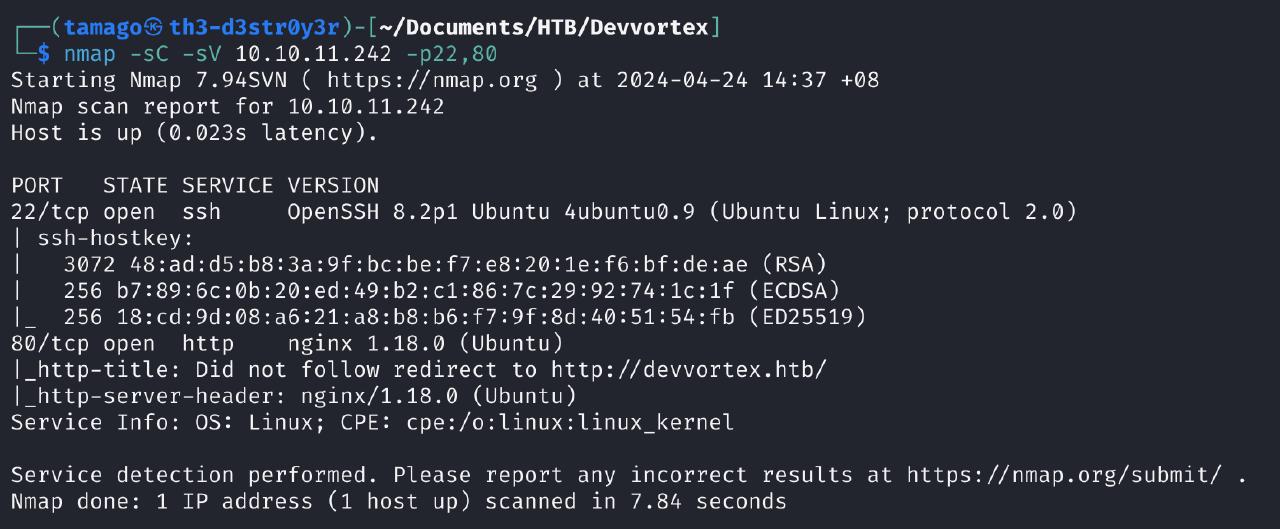 ┌──(tamago㉿th3-d3str0y3r)-[~/Documents/HTB/Devvortex]
└─$ nmap -sC -sV 10.10.11.242 -p22,80
Starting Nmap 7.94SVN ( https://nmap.org ) at 2024-04-24 14:37 +08
Nmap scan report for 10.10.11.242
Host is up (0.023s latency).

PORT   STATE SERVICE VERSION
22/tcp open  ssh     OpenSSH 8.2p1 Ubuntu 4ubuntu0.9 (Ubuntu Linux; protocol 2.0)
| ssh-hostkey:
|   3072 48:ad:d5:b8:3a:9f:bc:be:f7:e8:20:1e:f6:bf:de:ae (RSA)
|   256 b7:89:6c:0b:20:ed:49:b2:c1:86:7c:29:92:74:1c:1f (ECDSA)
|_  256 18:cd:9d:08:a6:21:a8:b8:b6:f7:9f:8d:40:51:54:fb (ED25519)
80/tcp open  http    nginx 1.18.0 (Ubuntu)
|_http-title: Did not follow redirect to http://devvortex.htb/
|_http-server-header: nginx/1.18.0 (Ubuntu)
Service Info: OS: Linux; CPE: cpe:/o:linux:linux_kernel

Service detection performed. Please report any incorrect results at https://nmap.org/submit/ .
Nmap done: 1 IP address (1 host up) scanned in 7.84 seconds